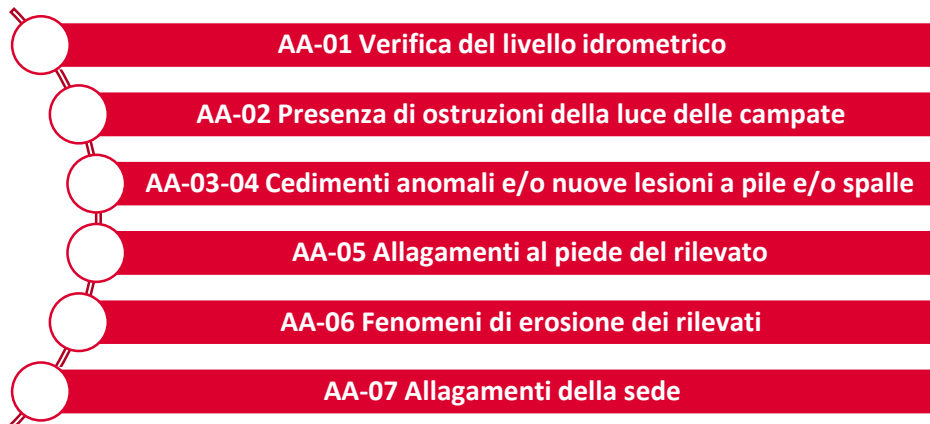 AA-01 Verifica del livello idrometrico
AA-02 Presenza di ostruzioni della luce delle campate
AA-03-04 Cedimenti anomali e/o nuove lesioni a pile e/o spalle
AA-05 Allagamenti al piede del rilevato
AA-06 Fenomeni di erosione dei rilevati
AA-07 Allagamenti della sede